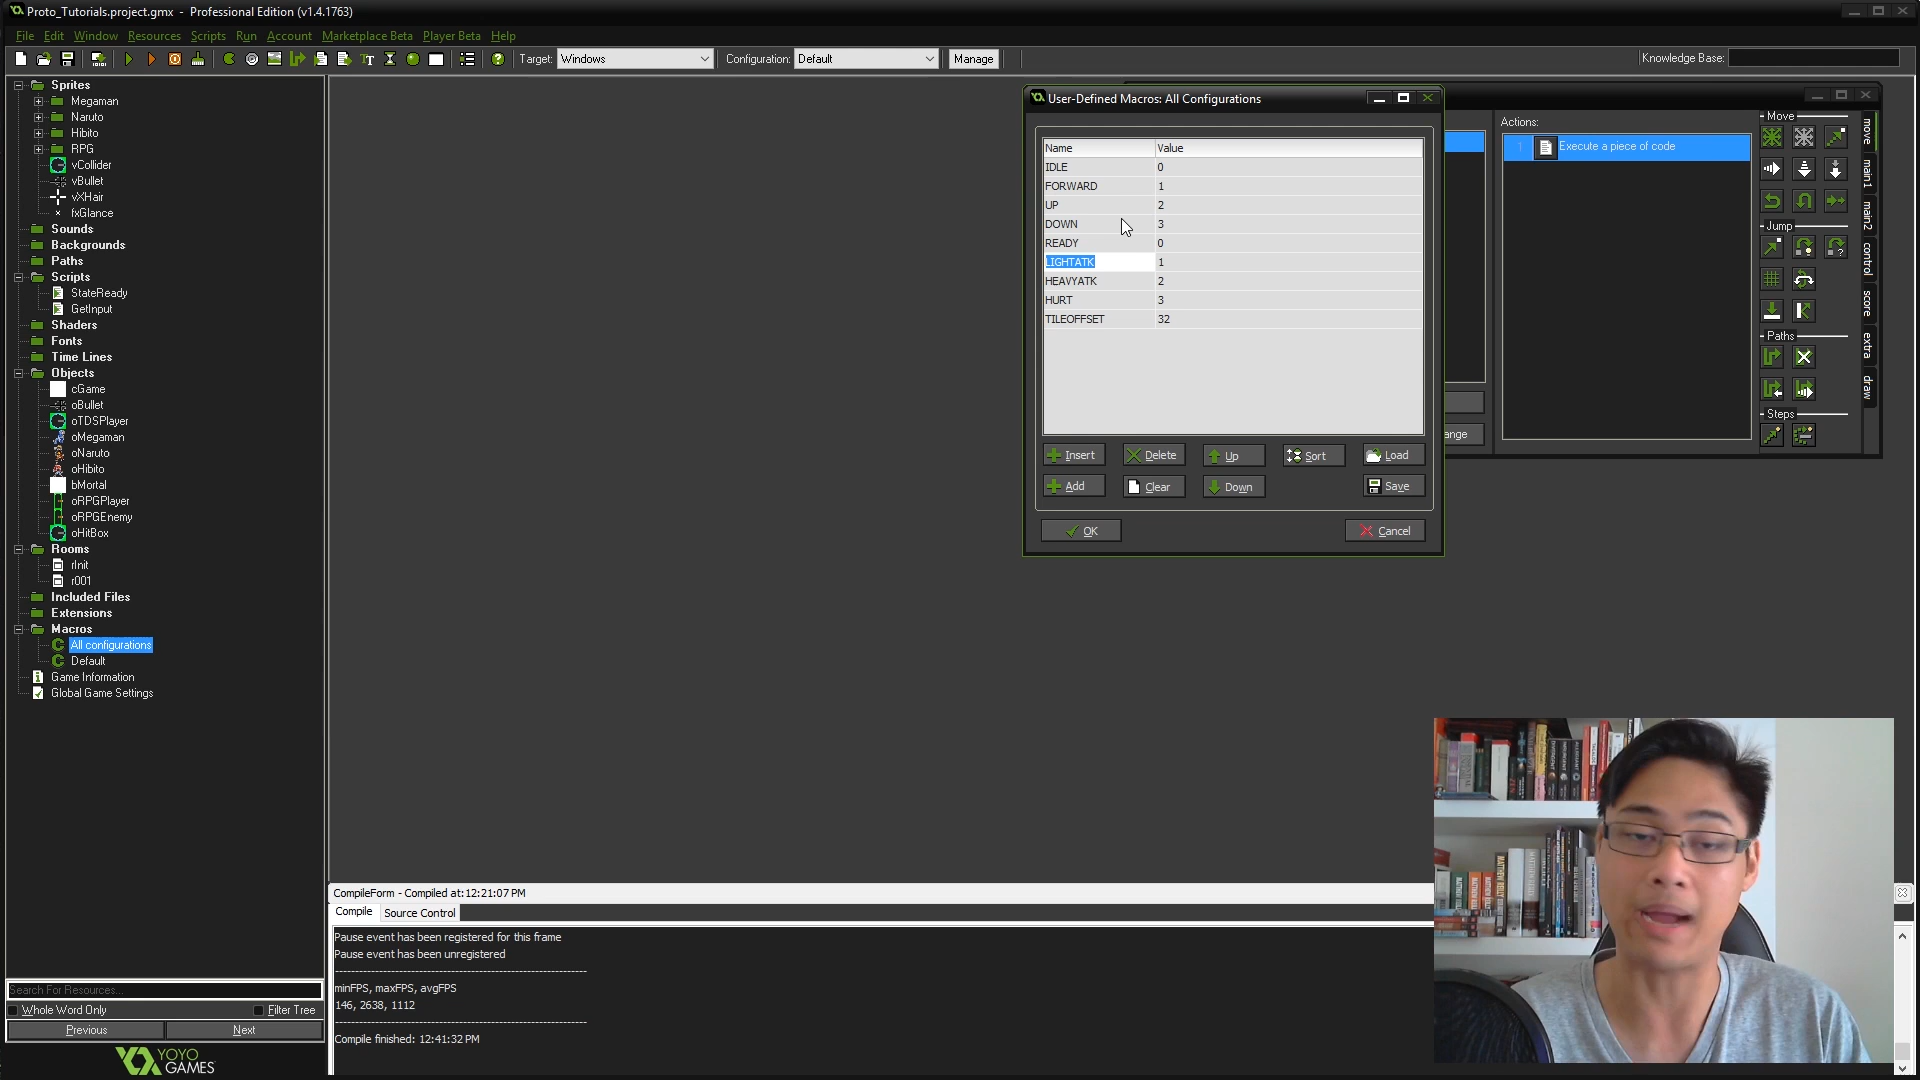 Proto_Tutorials.project.gmx - Professional Edition (v1.4.1763)
File Edit Window Resources Scripts Run Account Marketplace Beta Player Beta Help
Target: Windows Configuration: Default Manage Knowledge Base:
Sprites
Megaman
Naruto
Hibito
RPG
vCollider
vBullet
vXHair
fxGlance
Sounds
Backgrounds
Paths
Scripts
StateReady
GetInput
Shaders
Fonts
Time Lines
Objects
cGame
oBullet
oTDSPlayer
oMegaman
oNaruto
oHibito
bMortal
oRPGPlayer
oRPGEnemy
oHitBox
Rooms
rInit
r001
Included Files
Extensions
Macros
All configurations
Default
Game Information
Global Game Settings
Search For Resources...
Whole Word Only Filter Tree
Previous Next
YOYO
GAMES
User-Defined Macros: All Configurations
Name Value
IDLE 0
FORWARD 1
UP 2
DOWN 3
READY 0
LIGHTATK 1
HEAVYATK 2
HURT 3
TILEOFFSET 32
Insert Delete Up Sort Load
Add Clear Down Save
OK Cancel
ange
Actions:
1 Execute a piece of code
Move
Jump
Paths
Steps
move
main1
main2
control
score
extra
draw
CompileForm - Compiled at: 12:21:07 PM
Compile Source Control
Pause event has been registered for this frame
Pause event has been unregistered
--------------------------------------------------------------
minFPS, maxFPS, avgFPS
146, 2638, 1112
--------------------------------------------------------------
Compile finished: 12:41:32 PM